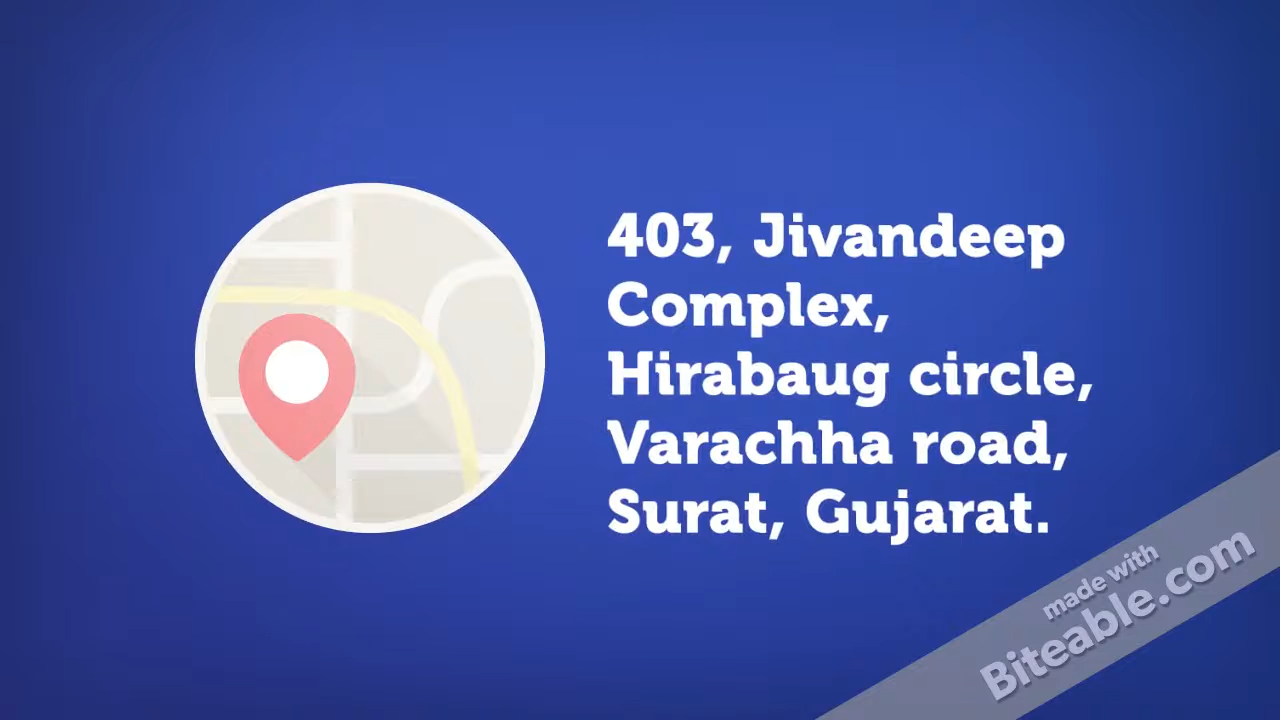 403, Jivandeep
Complex,
Hirabaug circle,
Varachha road,
Surat, Gujarat.
made with
Biteable.com